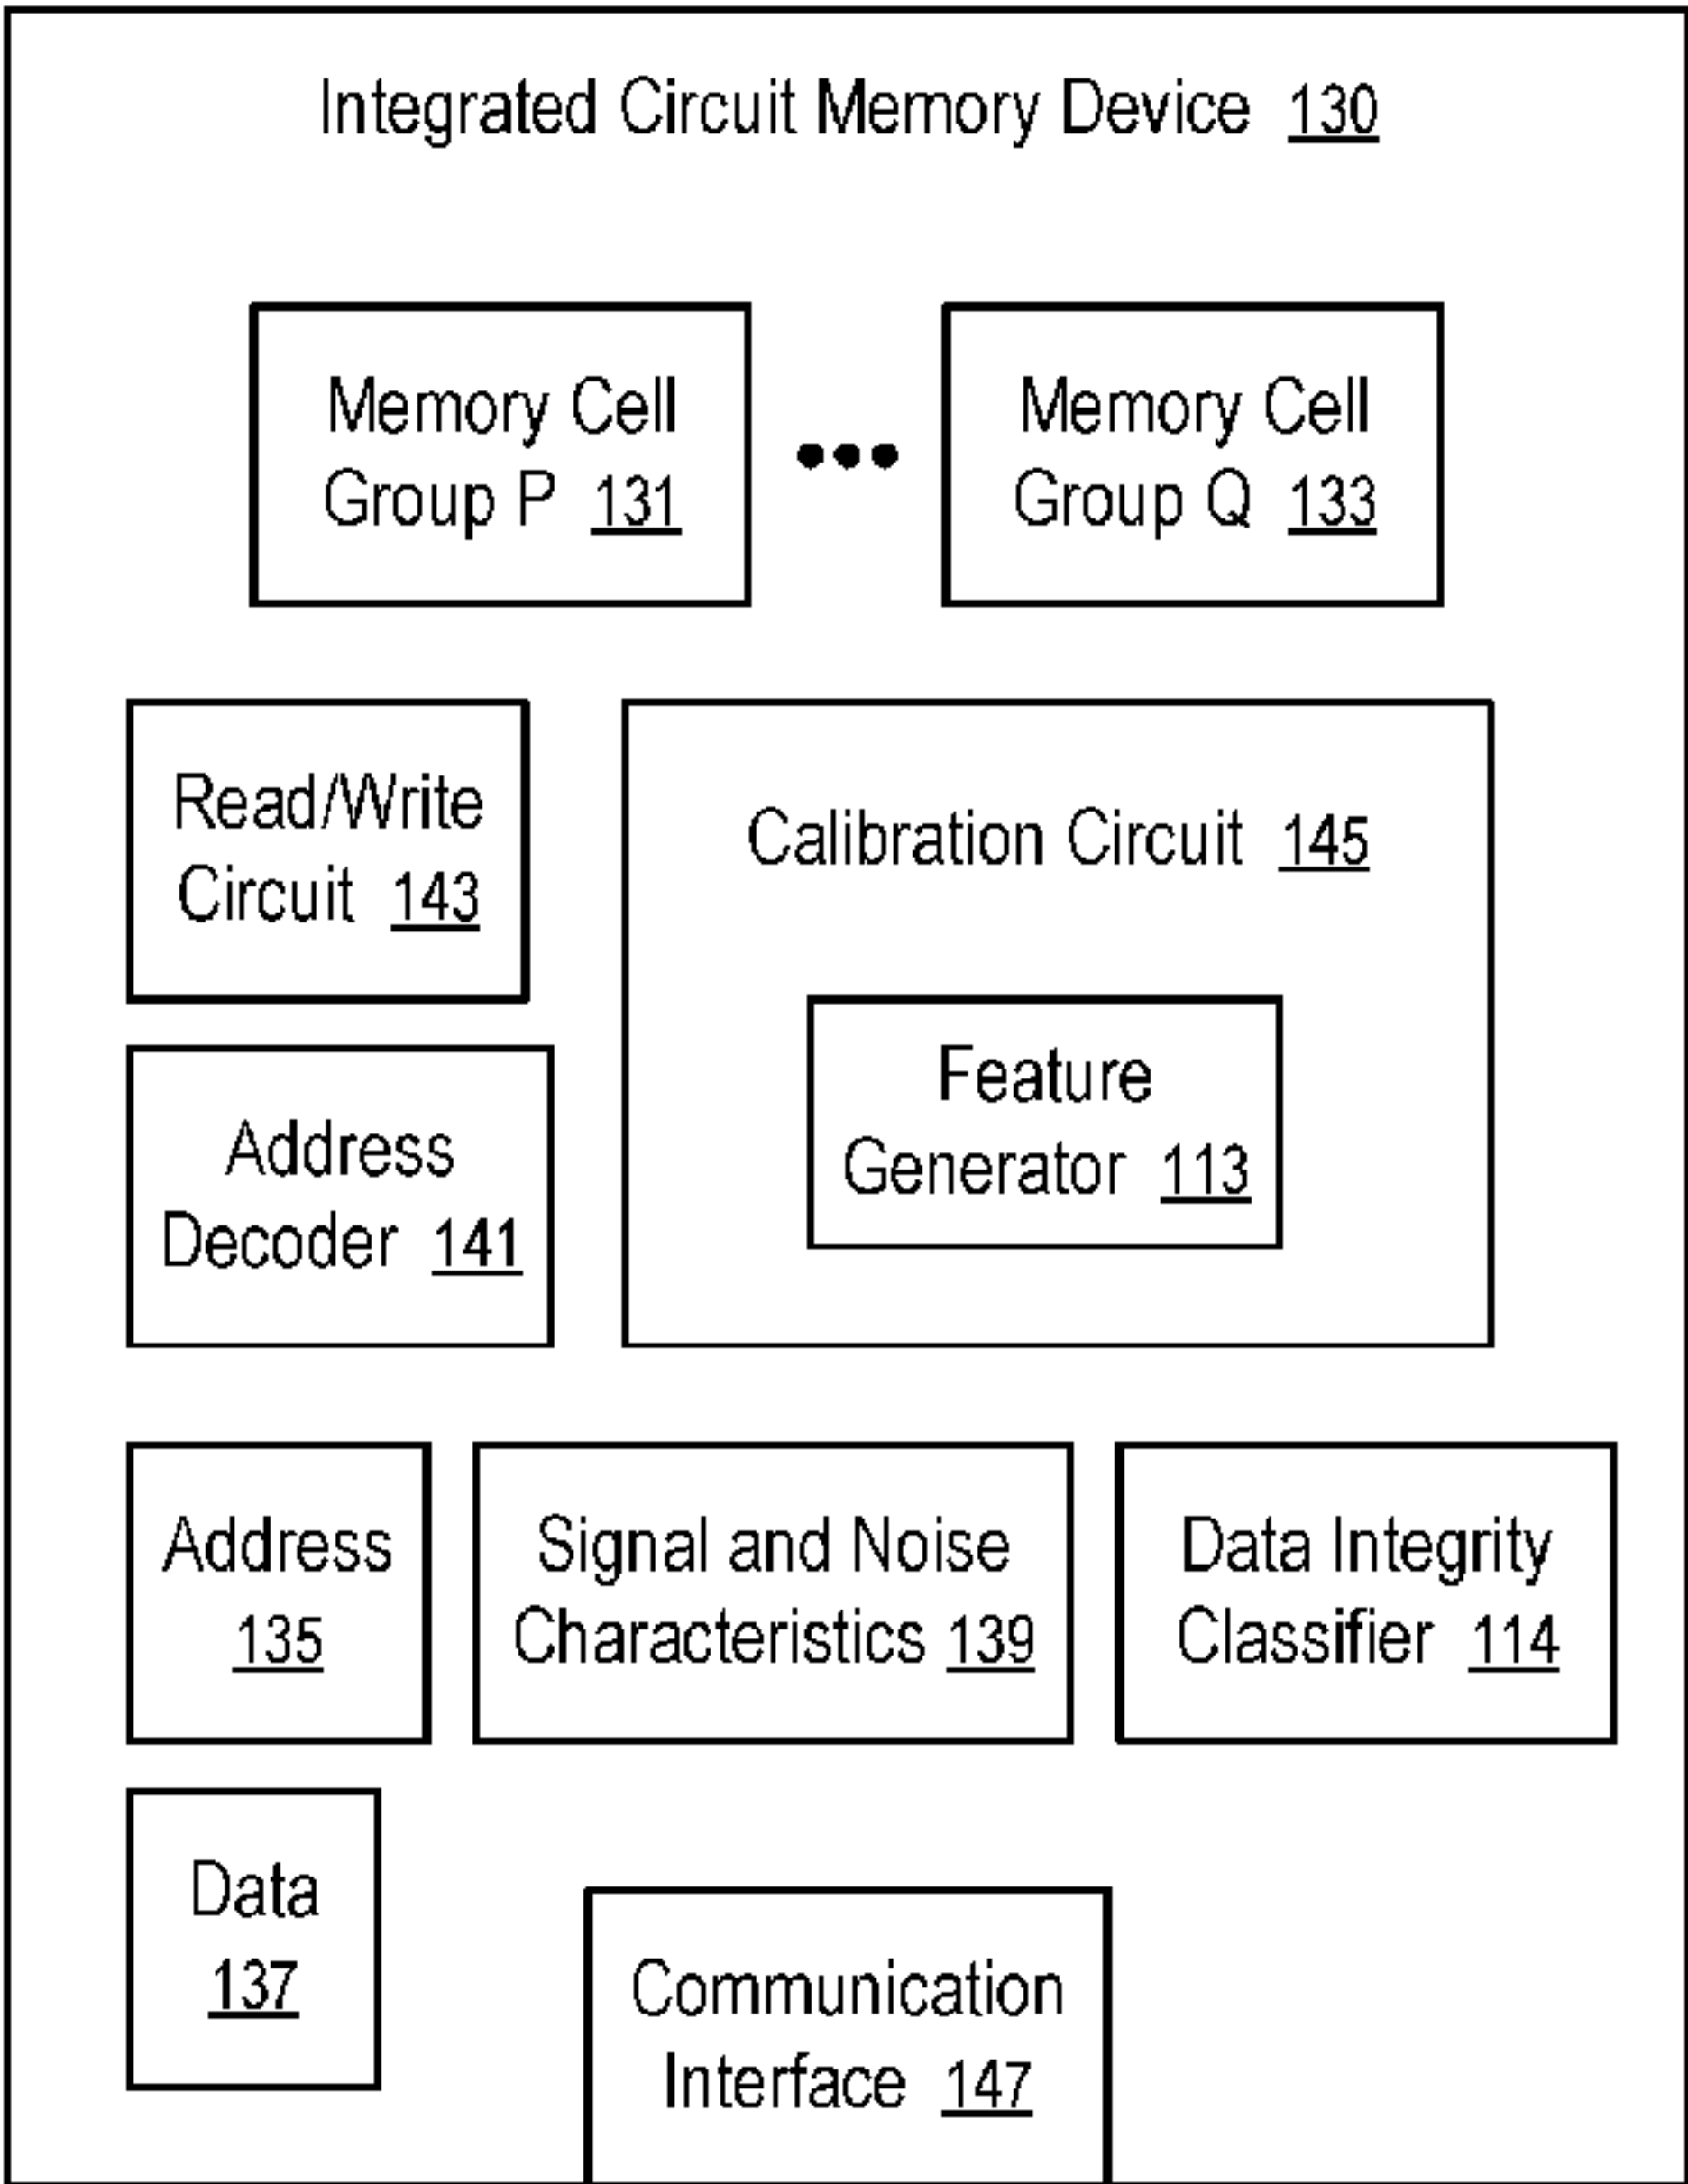 Integrated Circuit Memory Device 130
Memory Cell
Group P 131
Memory Cell
Group Q 133
Read/Write
Circuit 143
Calibration Circuit 145
Feature
Generator 113
Address
Decoder 141
Address
135
Signal and Noise
Characteristics 139
Data Integrity
Classifier 114
Data
137
Communication
Interface 147